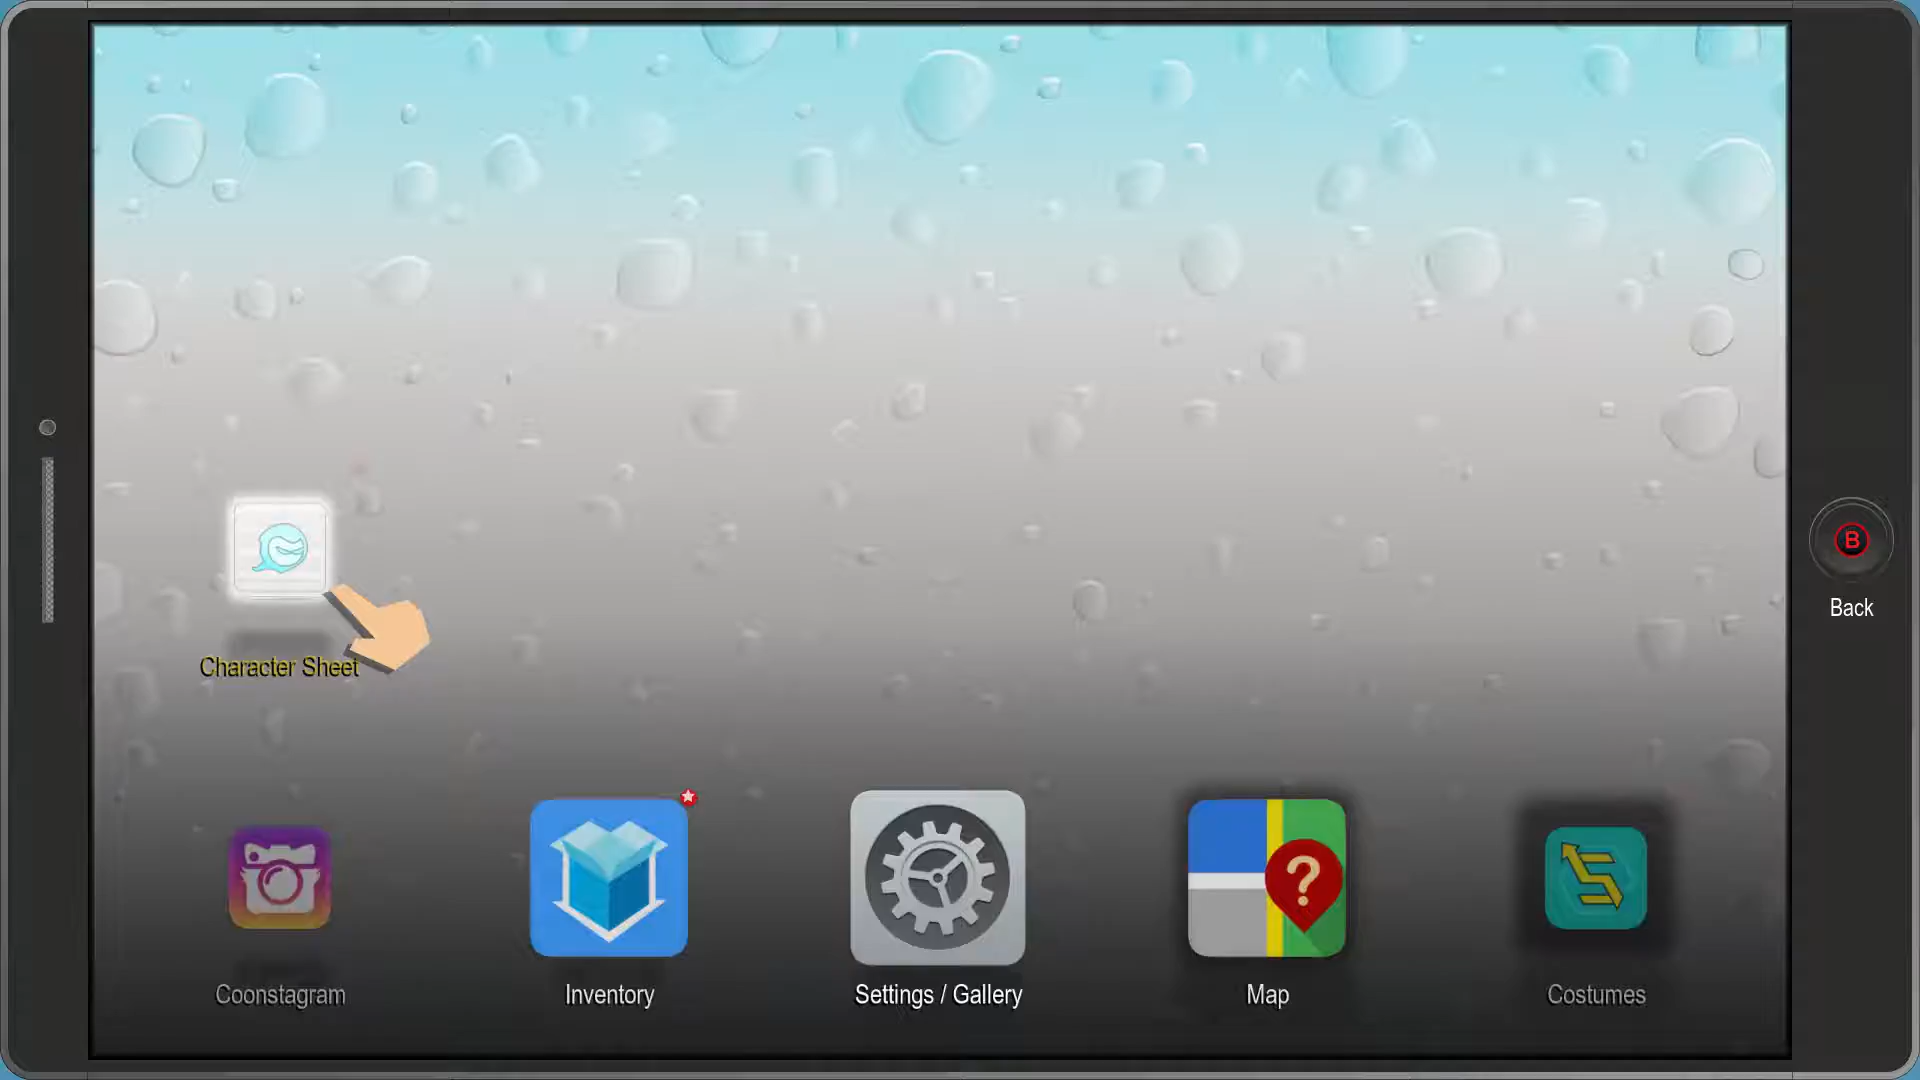 B
Back
Character Sheet
?
Coonstagram
Inventory
Settings / Gallery
Map
Costumes